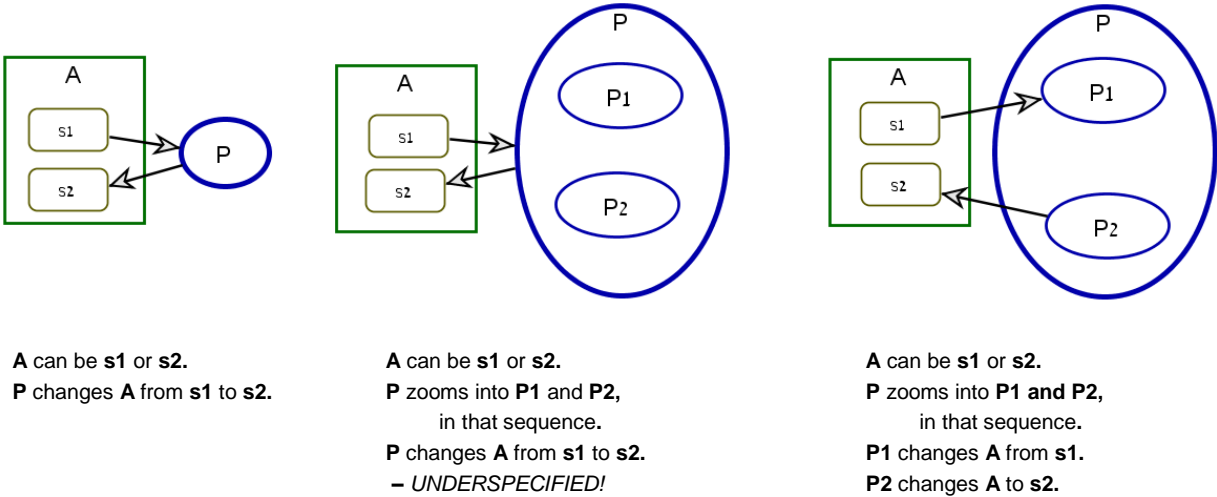 A
s1
s2
P
A can be s1 or s2.
P changes A from s1 to s2.
P
A
s1
s2
P1
P2
A can be s1 or s2.
P zooms into P1 and P2,
in that sequence.
P changes A from s1 to s2.
– UNDERSPECIFIED!
P
A
s1
s2
P1
P2
A can be s1 or s2.
P zooms into P1 and P2,
in that sequence.
P1 changes A from s1.
P2 changes A to s2.